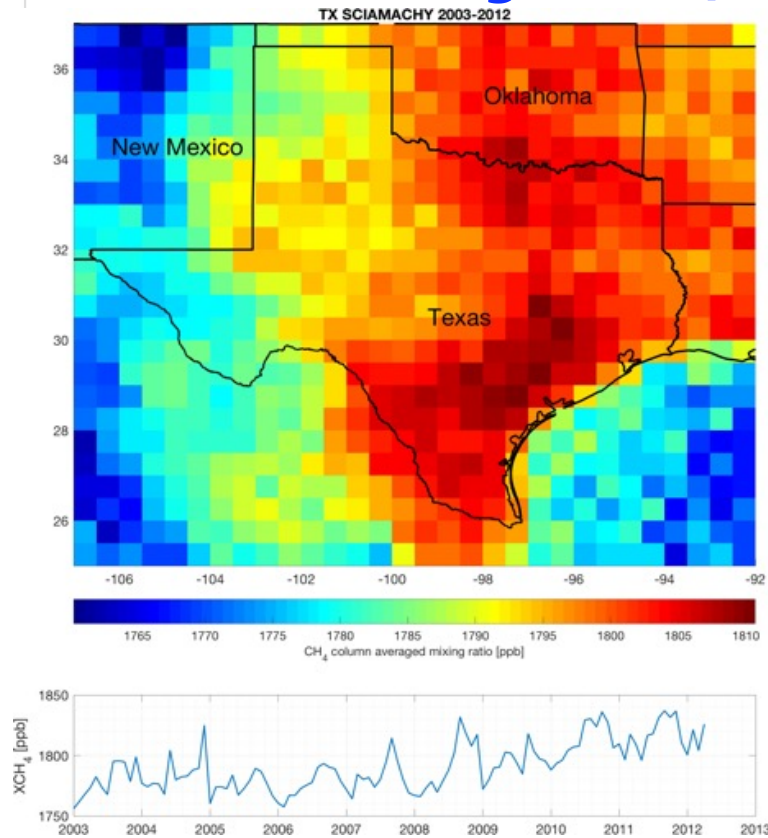 TX SCIAMACHY 2003-2012
36
Oklahoma
New Mexico
34
32
Texas
30
28
26
-106 -104 -102 -100 -98 -96 -94 -92
1765 1770 1775 1780 1785 1790 1795 1800 1805 1810
CH4 column averaged mixing ratio [ppb]
1850
XCH4 [ppb]
1800
1750
2003 2004 2005 2006 2007 2008 2009 2010 2011 2012 2013